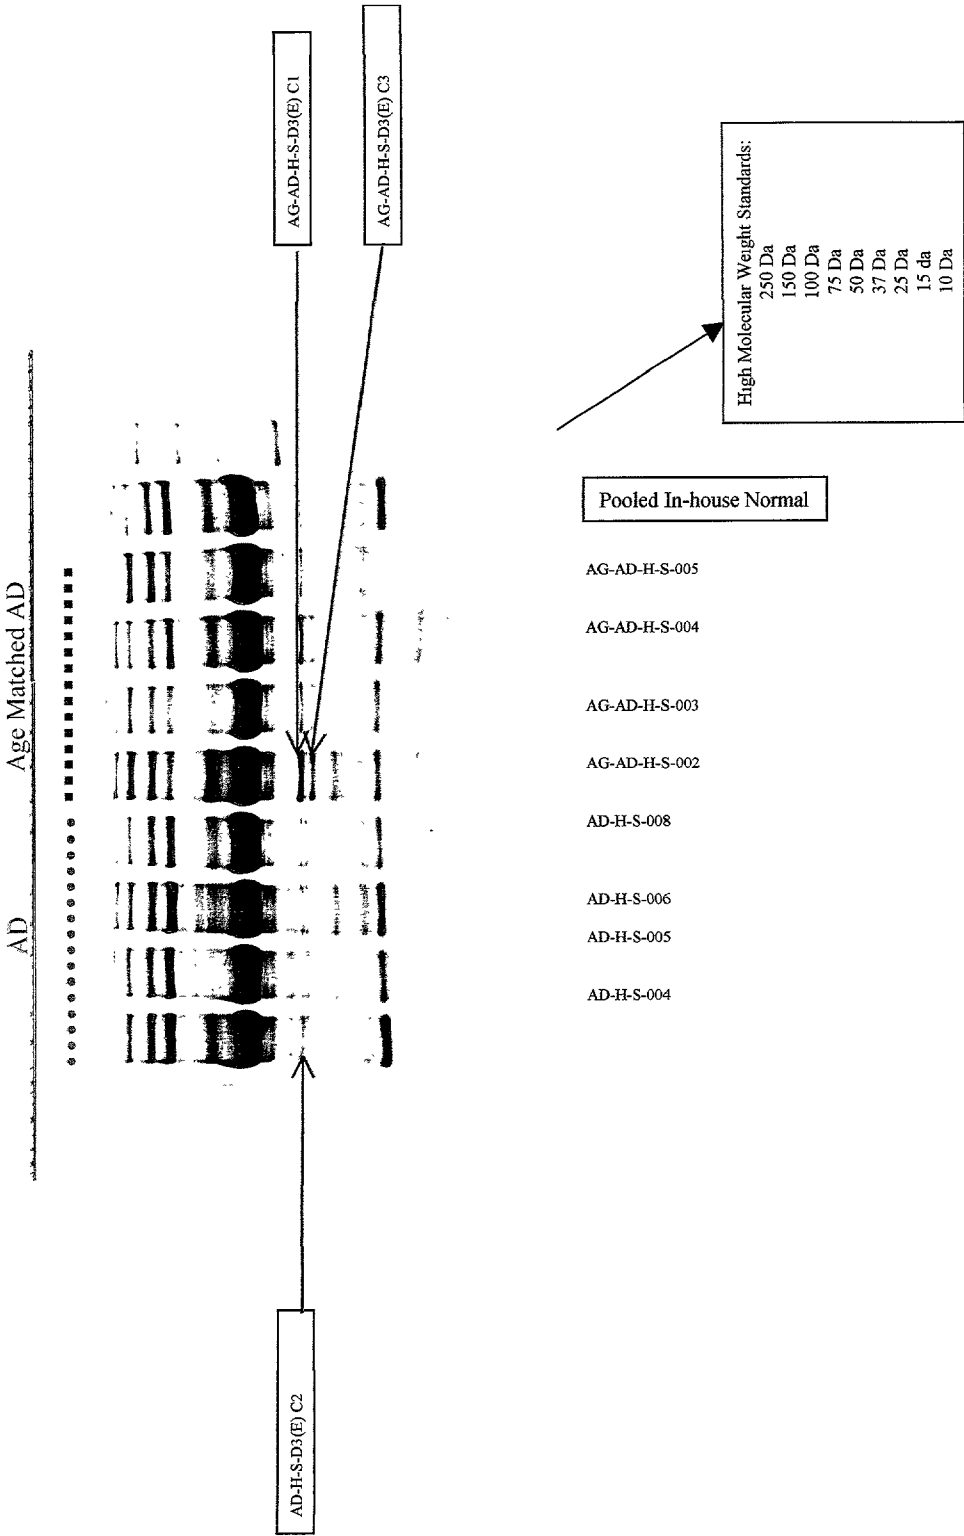 AD
Age Matched AD
AD-H-S-D3(E) C2
AG-AD-H-S-D3(E) C1
AG-AD-H-S-D3(E) C3
Pooled In-house Normal
AG-AD-H-S-005
AG-AD-H-S-004
AG-AD-H-S-003
AG-AD-H-S-002
AD-H-S-008
AD-H-S-006
AD-H-S-005
AD-H-S-004
High Molecular Weight Standards:
250 Da
150 Da
100 Da
75 Da
50 Da
37 Da
25 Da
15 da
10 Da